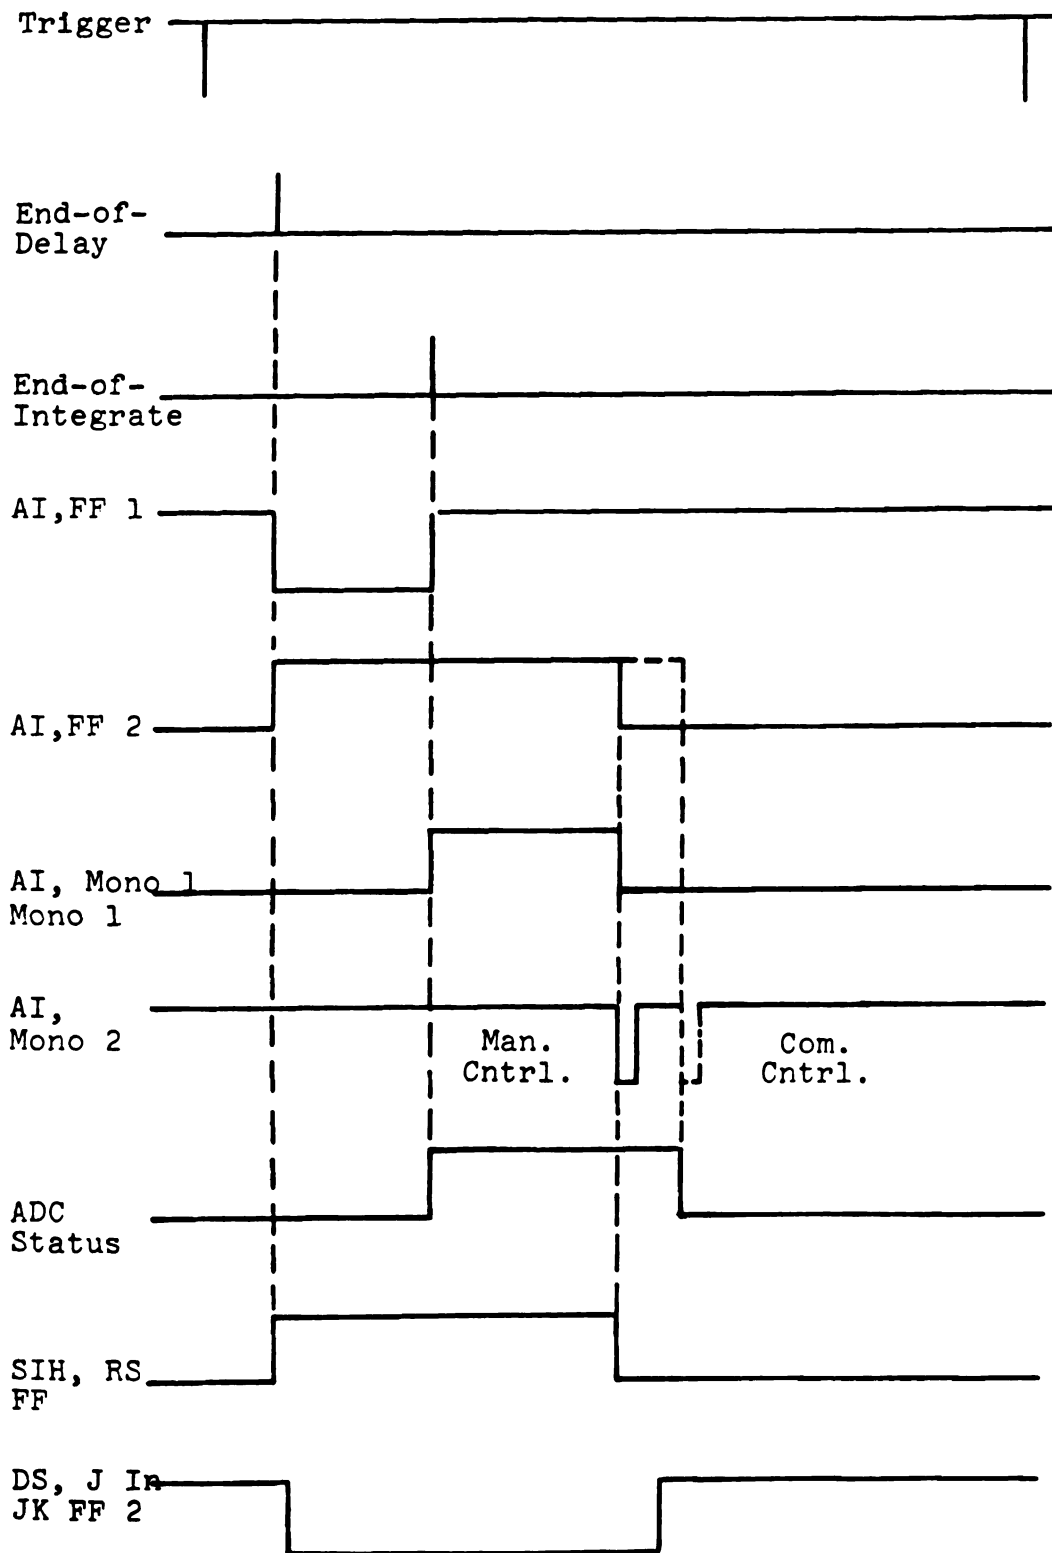 Trigger
End-of-
Delay
End-of-
Integrate
AI,FF 1
AI,FF 2
AI, Mono 1
Mono 1
AI,
Mono 2
Man.
Cntrl.
Com.
Cntrl.
ADC
Status
SIH, RS
FF
DS, J In
JK FF 2